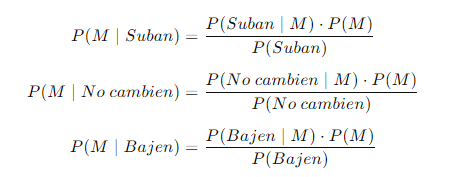 P(M | Suban) = P(Suban | M) · P(M) / P(Suban)
P(M | No cambien) = P(No cambien | M) · P(M) / P(No cambien)
P(M | Bajen) = P(Bajen | M) · P(M) / P(Bajen)